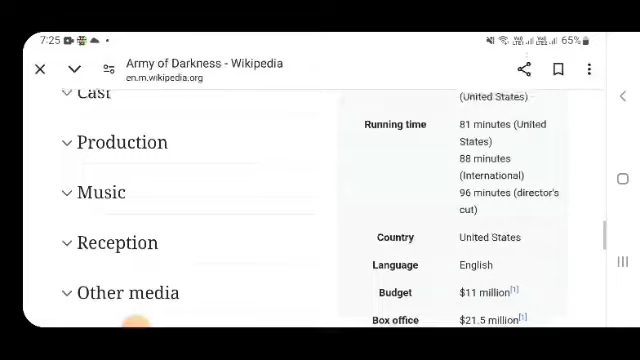 7:25
65%
Army of Darkness - Wikipedia
en.m.wikipedia.org
Cast
Production
Music
Reception
Other media
(United States)
Running time 81 minutes (United
States)
88 minutes
(International)
96 minutes (director's
cut)
Country United States
Language English
Budget $11 million[1]
Box office $21.5 million[1]